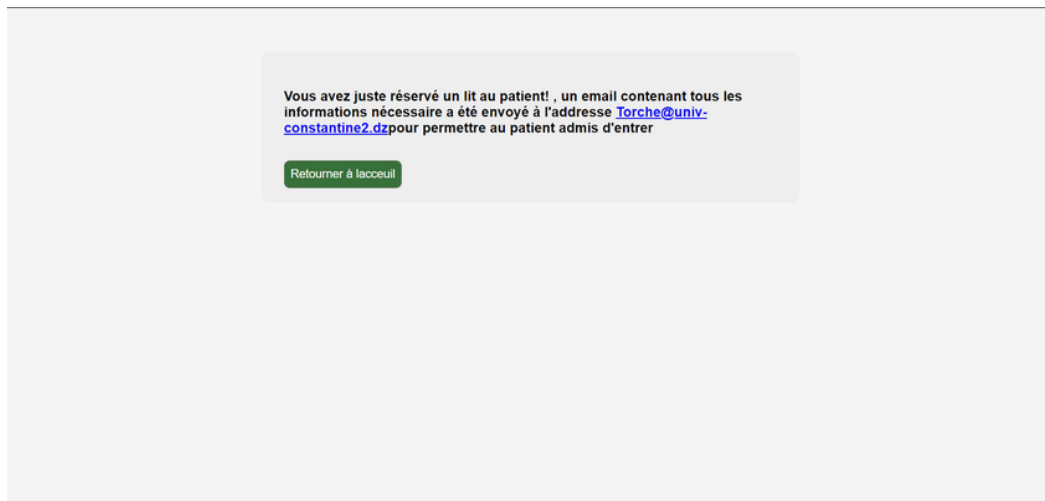 Vous avez juste réservé un lit au patient! , un email contenant tous les
informations nécessaire a été envoyé à l'addresse Torche@univ-
constantine2.dzpour permettre au patient admis d'entrer
Retourner à lacceuil